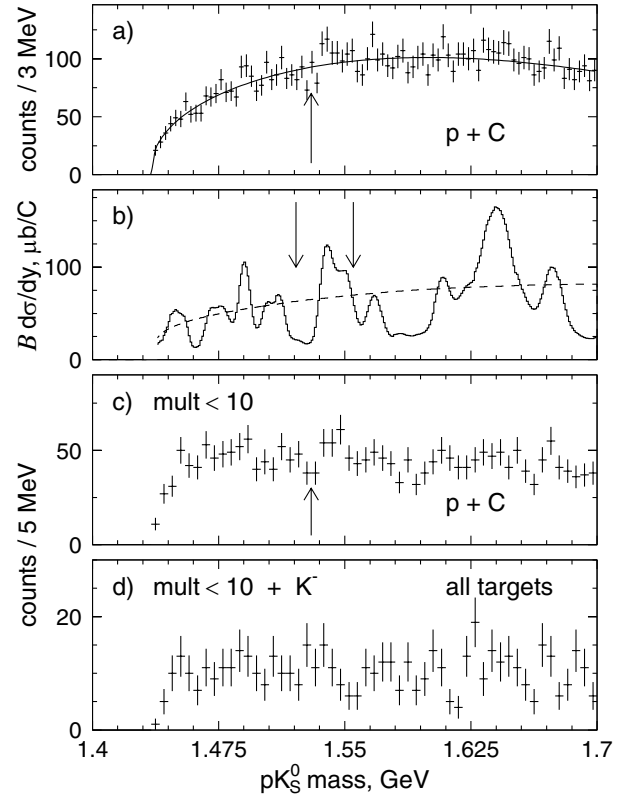 a)
counts / 3 MeV
100
50
0
p + C
b)
B dσ/dy, μb/C
100
0
c) mult < 10
counts / 5 MeV
50
0
p + C
d) mult < 10 + K⁻ all targets
20
0
1.4 1.475 1.55 1.625 1.7
pK⁰S mass, GeV